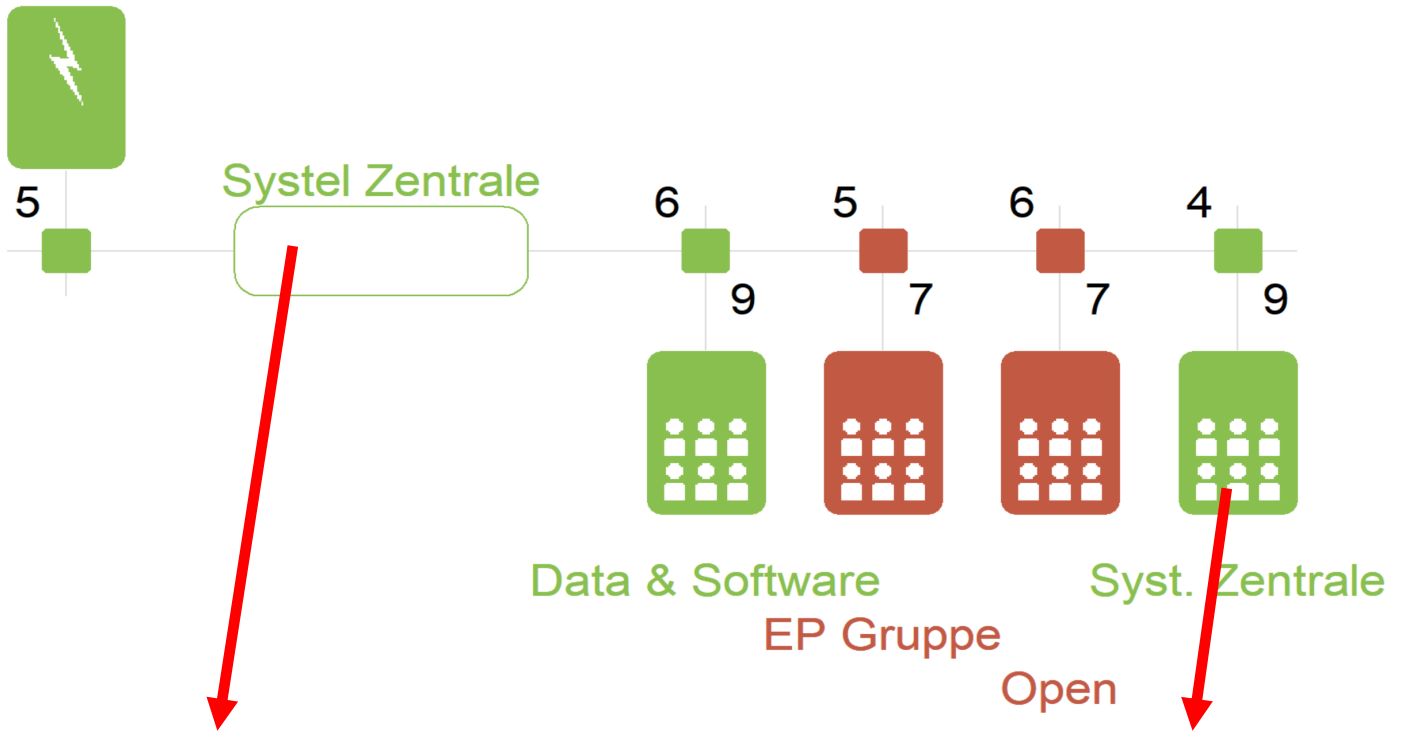 Systel Zentrale
5 6 5 6 4
9 7 7 9
Data & Software Syst. Zentrale
EP Gruppe
Open